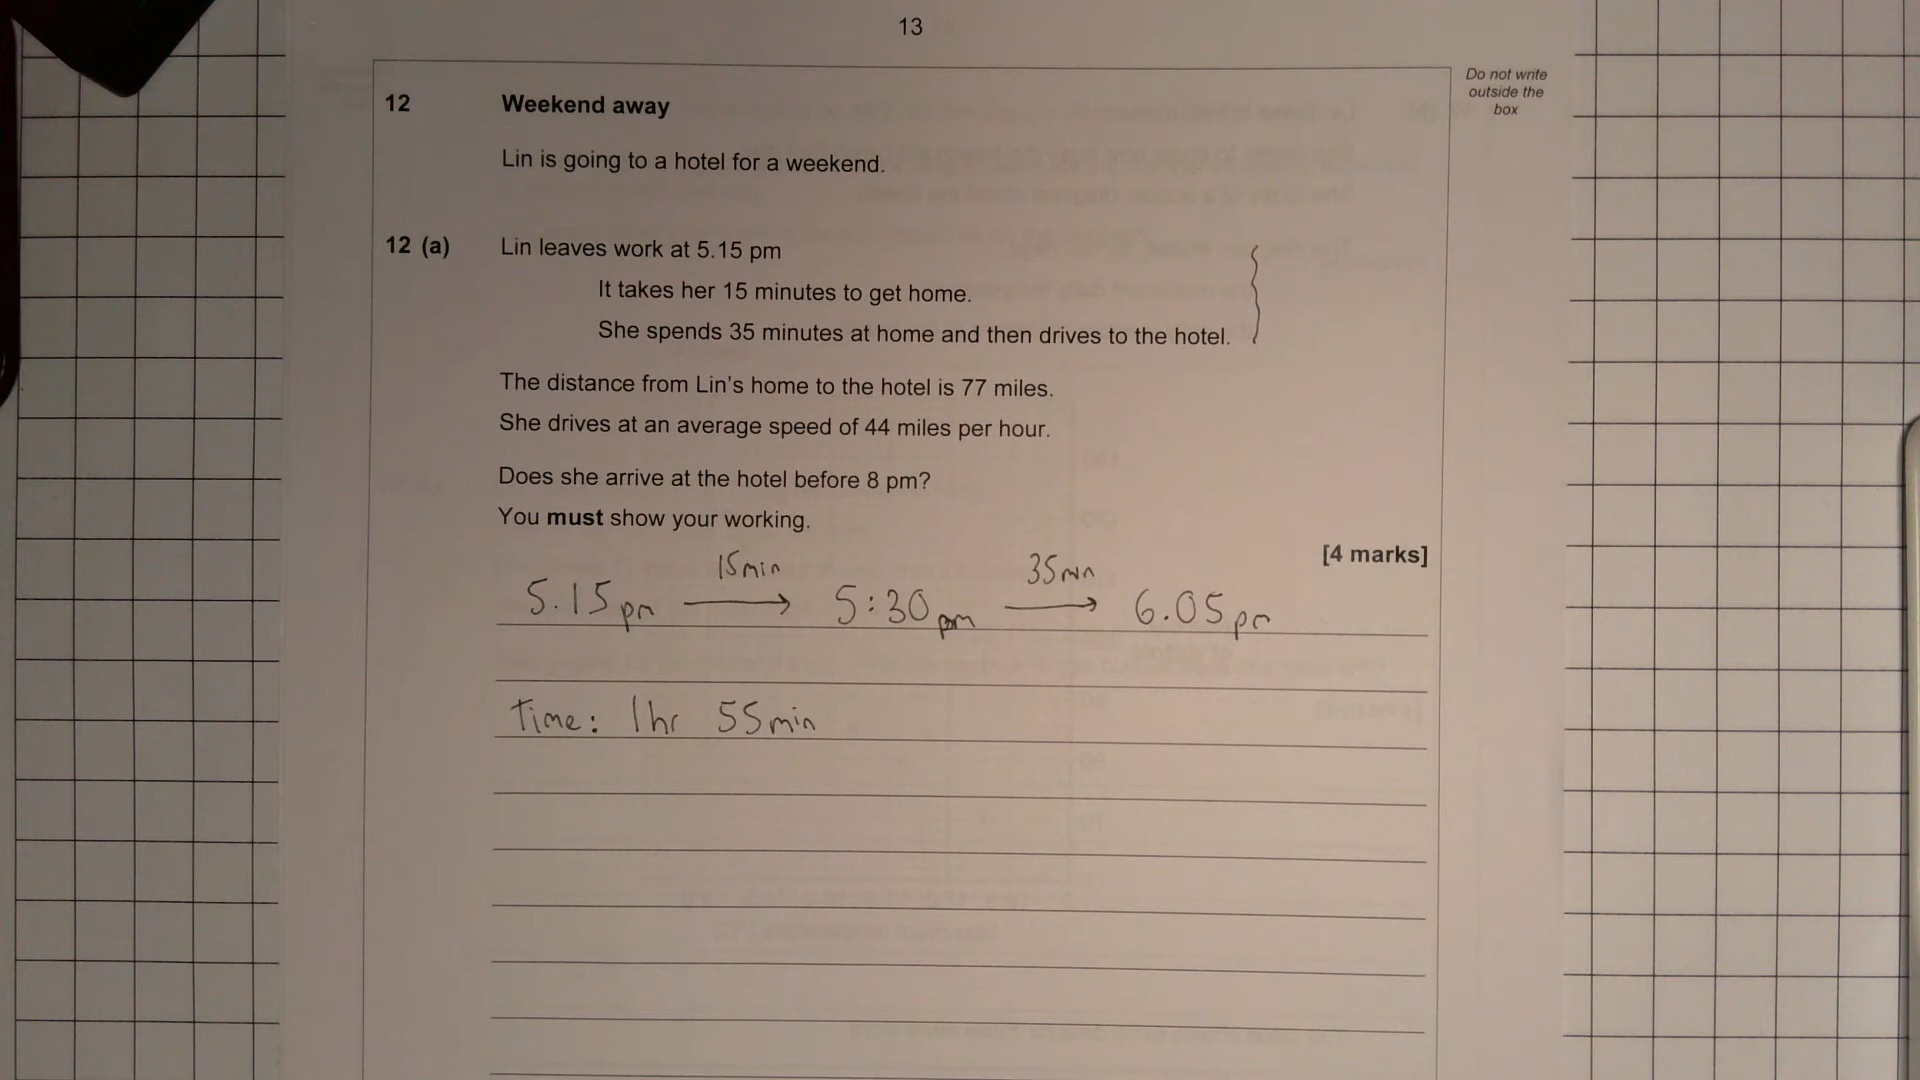 13
Do not write
outside the
box
12 Weekend away
Lin is going to a hotel for a weekend.
12 (a) Lin leaves work at 5.15 pm
It takes her 15 minutes to get home.
She spends 35 minutes at home and then drives to the hotel.
The distance from Lin's home to the hotel is 77 miles.
She drives at an average speed of 44 miles per hour.
Does she arrive at the hotel before 8 pm?
You must show your working.
[4 marks]
15min 35min
5.15pm → 5:30pm → 6.05pm
Time: 1hr 55min